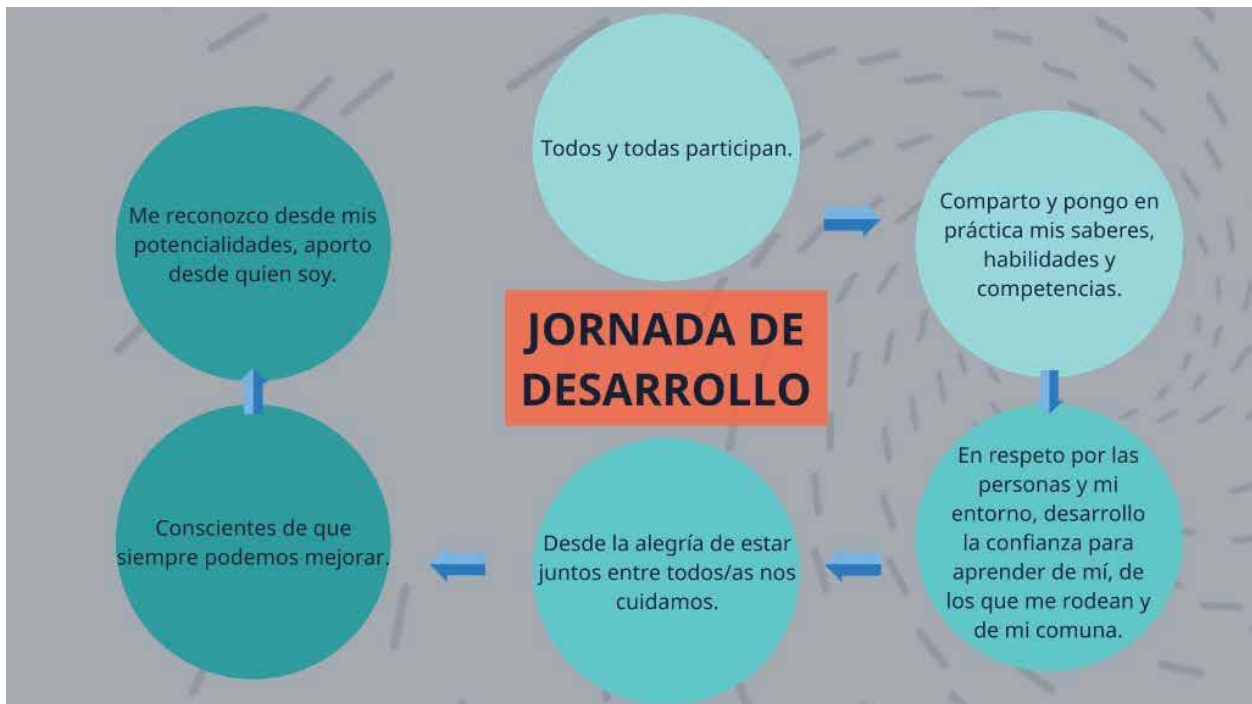 Todos y todas participan.
Comparto y pongo en
práctica mis saberes,
habilidades y
competencias.
En respeto por las
personas y mi
entorno, desarrollo
la confianza para
aprender de mí, de
los que me rodean y
de mi comuna.
Desde la alegría de estar
juntos entre todos/as nos
cuidamos.
Conscientes de que
siempre podemos mejorar.
Me reconozco desde mis
potencialidades, aporto
desde quien soy.
JORNADA DE
DESARROLLO